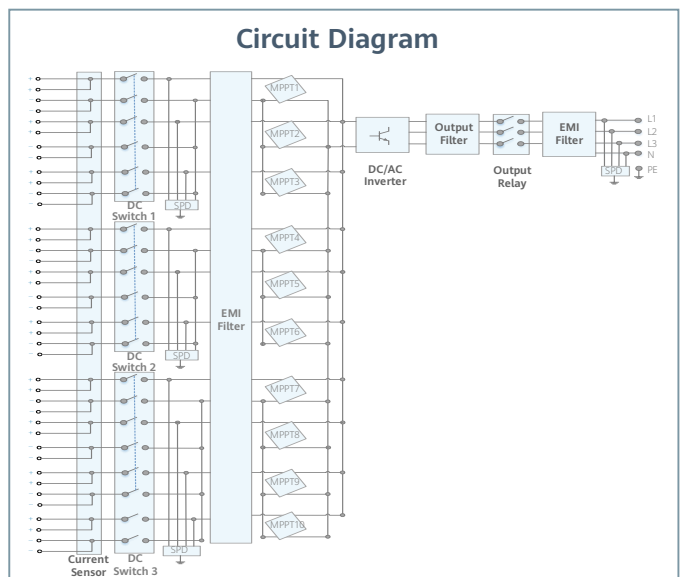 Circuit Diagram
MPPT1
MPPT2
MPPT3
DC
Switch 1
SPD
MPPT4
MPPT5
MPPT6
EMI
Filter
DC
Switch 2
SPD
MPPT7
MPPT8
MPPT9
MPPT10
Current
Sensor
DC
Switch 3
SPD
DC/AC
Inverter
Output
Filter
Output
Relay
EMI
Filter
L1
L2
L3
N
SPD
PE